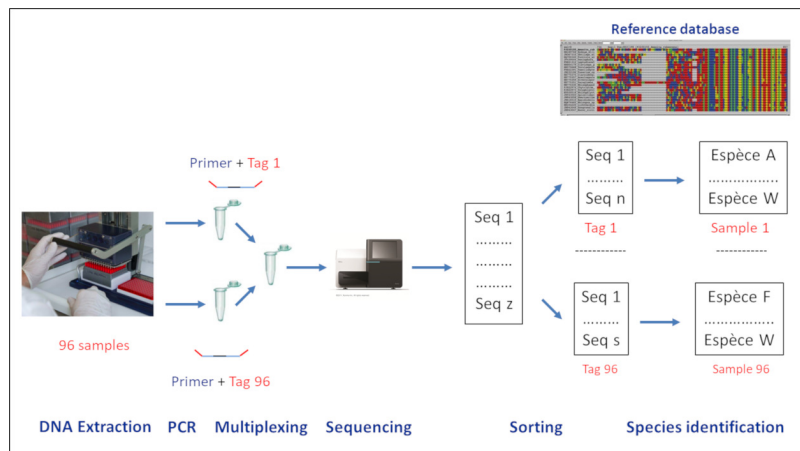 Reference database
Primer + Tag 1
Seq 1
.........
Seq n
Tag 1
Espèce A
..................
Espèce W
Sample 1
Seq 1
.........
.........
.........
Seq z
-------------
-------------
96 samples
Primer + Tag 96
Seq 1
.........
Seq s
Tag 96
Espèce F
..................
Espèce W
Sample 96
DNA Extraction PCR Multiplexing Sequencing Sorting Species identification